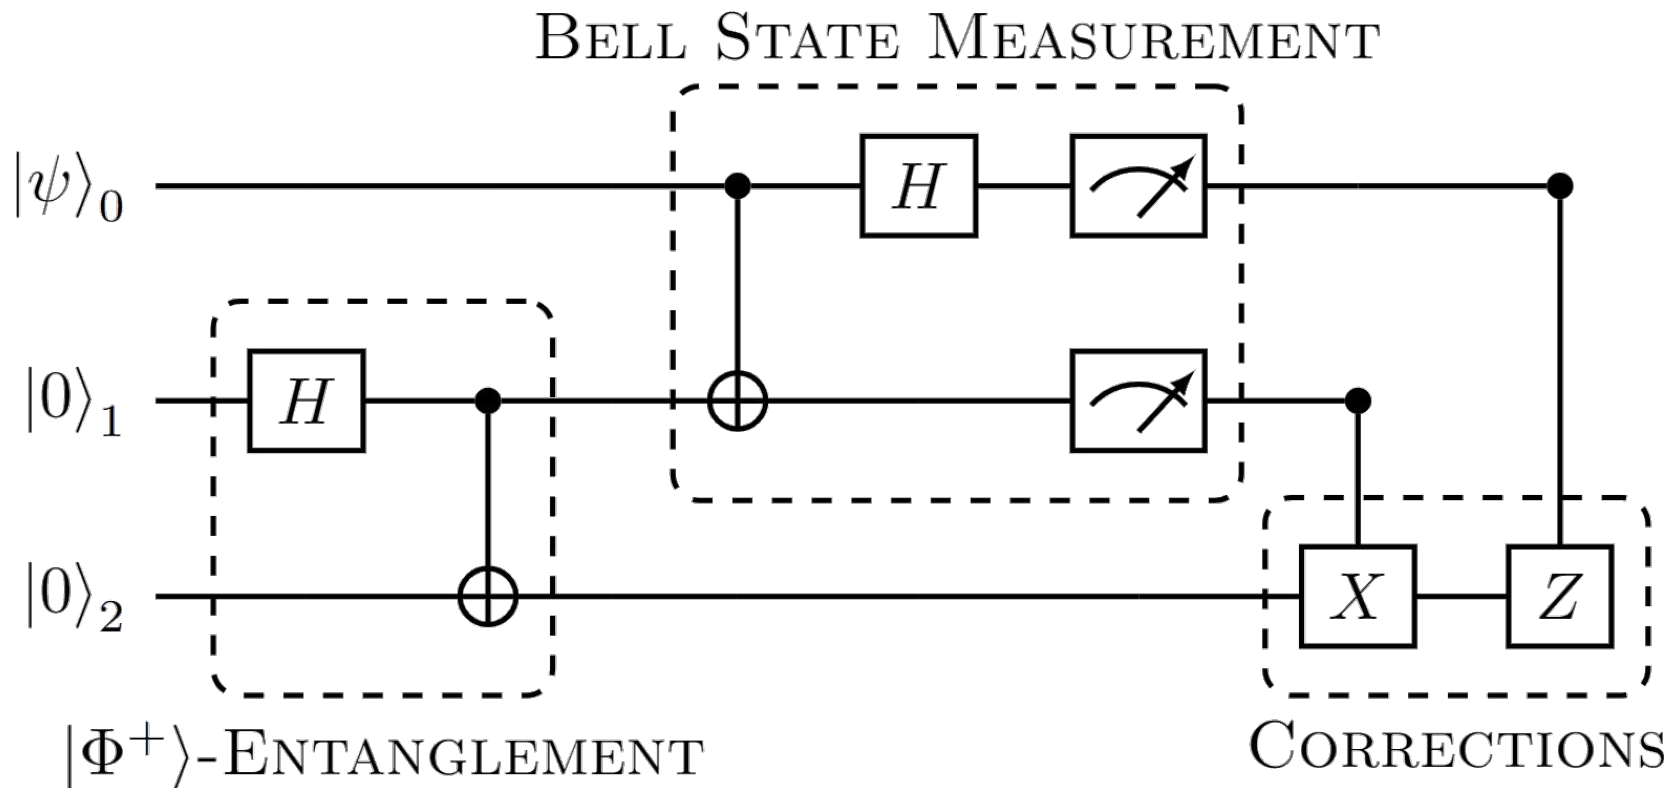 BELL STATE MEASUREMENT
|ψ⟩₀
H
|0⟩₁
H
|0⟩₂
X
Z
|Φ⁺⟩-ENTANGLEMENT
CORRECTIONS